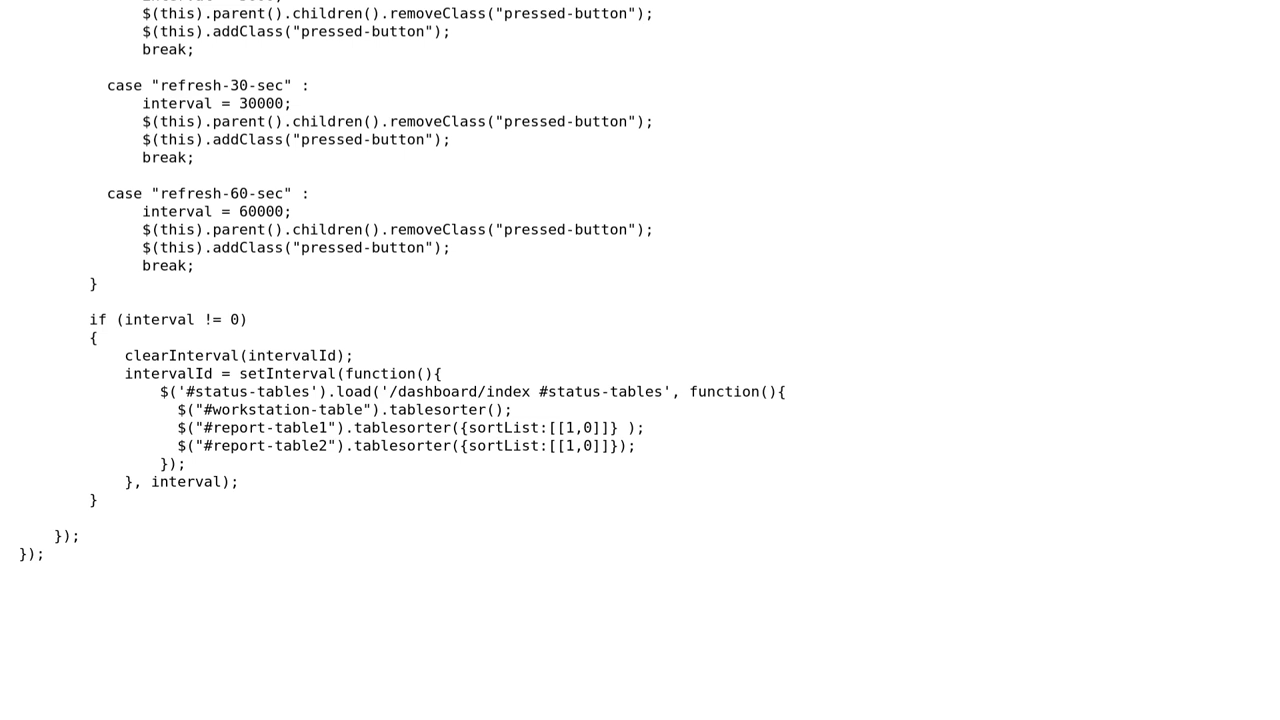 $(this).parent().children().removeClass("pressed-button");
$(this).addClass("pressed-button");
break;
case "refresh-30-sec" :
interval = 30000;
$(this).parent().children().removeClass("pressed-button");
$(this).addClass("pressed-button");
break;
case "refresh-60-sec" :
interval = 60000;
$(this).parent().children().removeClass("pressed-button");
$(this).addClass("pressed-button");
break;
}
if (interval != 0)
{
clearInterval(intervalId);
intervalId = setInterval(function(){
$('#status-tables').load('/dashboard/index #status-tables', function(){
$("#workstation-table").tablesorter();
$("#report-table1").tablesorter({sortList:[[1,0]]} );
$("#report-table2").tablesorter({sortList:[[1,0]]});
});
}, interval);
}
});
});